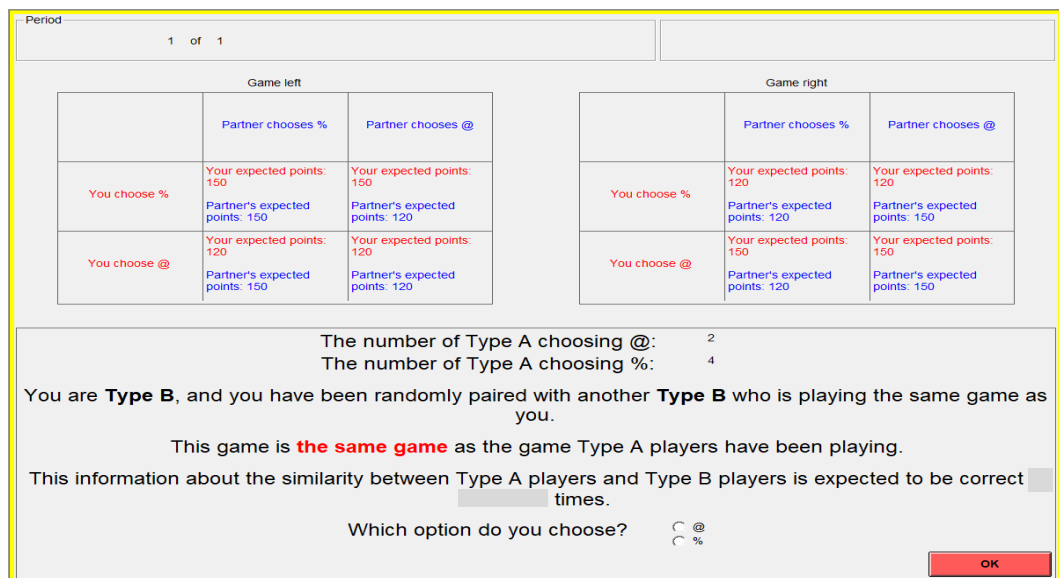 Period
1 of 1
Game left
Partner chooses % Partner chooses @
You choose %
Your expected points: 150
Partner's expected points: 150
Your expected points: 150
Partner's expected points: 120
You choose @
Your expected points: 120
Partner's expected points: 150
Your expected points: 120
Partner's expected points: 120
Game right
Partner chooses % Partner chooses @
You choose %
Your expected points: 120
Partner's expected points: 120
Your expected points: 120
Partner's expected points: 150
You choose @
Your expected points: 150
Partner's expected points: 120
Your expected points: 150
Partner's expected points: 150
The number of Type A choosing @: 2
The number of Type A choosing %: 4
You are Type B, and you have been randomly paired with another Type B who is playing the same game as
you.
This game is the same game as the game Type A players have been playing.
This information about the similarity between Type A players and Type B players is expected to be correct
times.
Which option do you choose? @
%
OK